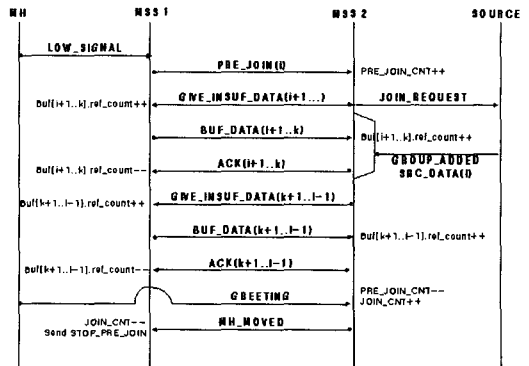 MH MSS 1 MSS 2 SOURCE
LOW_SIGNAL
PRE_JOIN(i)
PRE_JOIN_CNT++
Buf[i+1..k].ref_count++
GIVE_INSUF_DATA(i+1...)
JOIN_REQUEST
BUF_DATA(i+1..k)
Buf[i+1..k].ref_count++
GROUP_ADDED
SRC_DATA(l)
ACK(i+1..k)
Buf[i+1..k].ref_count--
GIVE_INSUF_DATA(k+1..l-1)
Buf[k+1..l-1].ref_count++
BUF_DATA(k+1..l-1)
Buf[k+1..l-1].ref_count++
ACK(k+1..l-1)
Buf[k+1..l-1].ref_count--
GREETING
PRE_JOIN_CNT--
JOIN_CNT++
JOIN_CNT--
Send STOP_PRE_JOIN
MH_MOVED